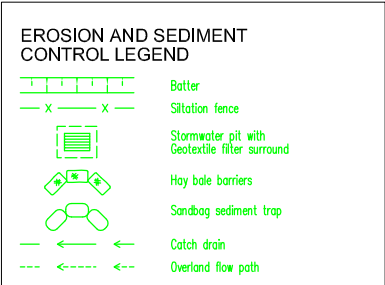 EROSION AND SEDIMENT
CONTROL LEGEND
Batter
Siltation fence
Stormwater pit with
Geotextile filter surround
Hay bale barriers
Sandbag sediment trap
Catch drain
Overland flow path